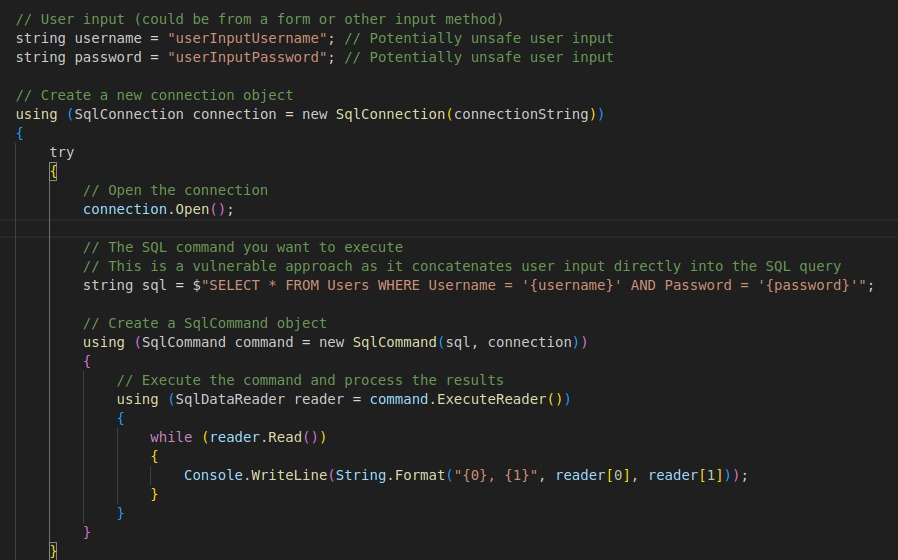 // User input (could be from a form or other input method)
string username = "userInputUsername"; // Potentially unsafe user input
string password = "userInputPassword"; // Potentially unsafe user input
// Create a new connection object
using (SqlConnection connection = new SqlConnection(connectionString))
{
try
{
// Open the connection
connection.Open();
// The SQL command you want to execute
// This is a vulnerable approach as it concatenates user input directly into the SQL query
string sql = $"SELECT * FROM Users WHERE Username = '{username}' AND Password = '{password}'";
// Create a SqlCommand object
using (SqlCommand command = new SqlCommand(sql, connection))
{
// Execute the command and process the results
using (SqlDataReader reader = command.ExecuteReader())
{
while (reader.Read())
{
Console.WriteLine(String.Format("{0}, {1}", reader[0], reader[1]));
}
}
}
}